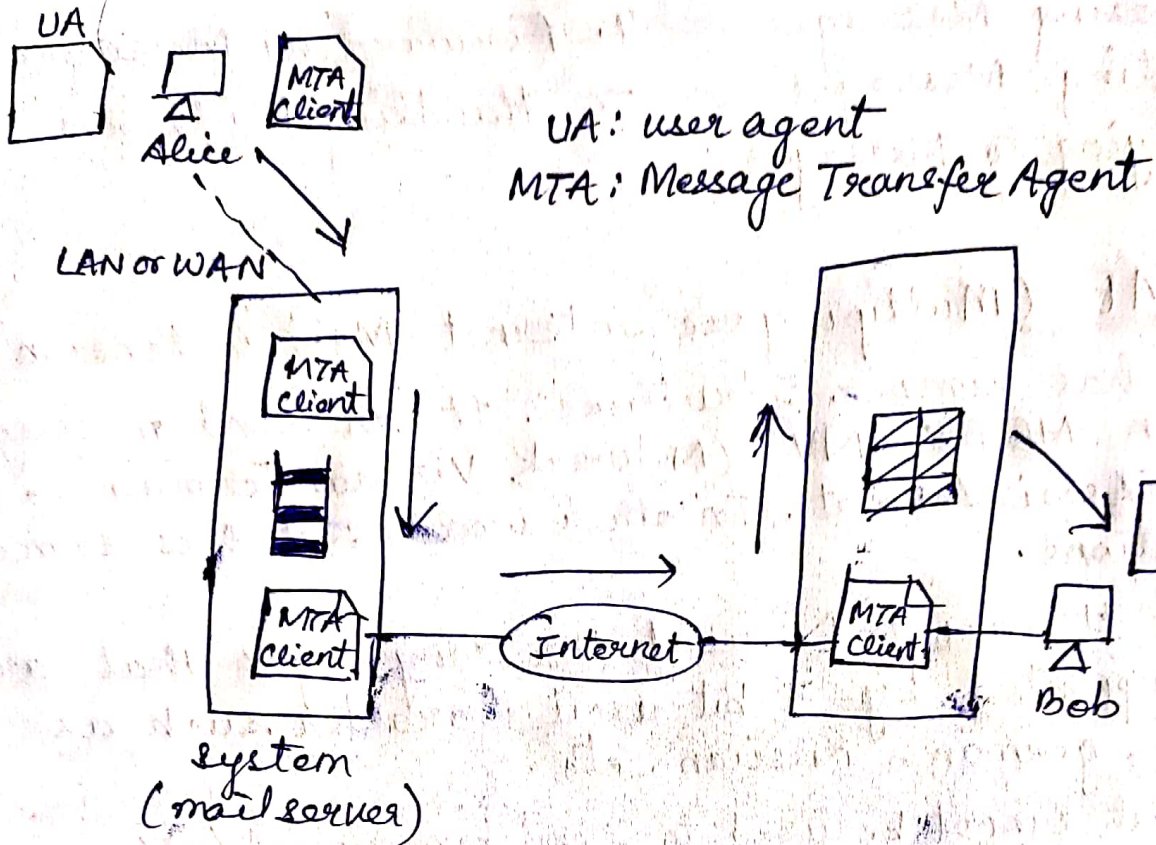 UA
MTA
Client
Alice
UA: user agent
MTA: Message Transfer Agent
LAN or WAN
MTA
Client
MTA
Client
Internet
MTA
Client
Bob
system
(mail server)